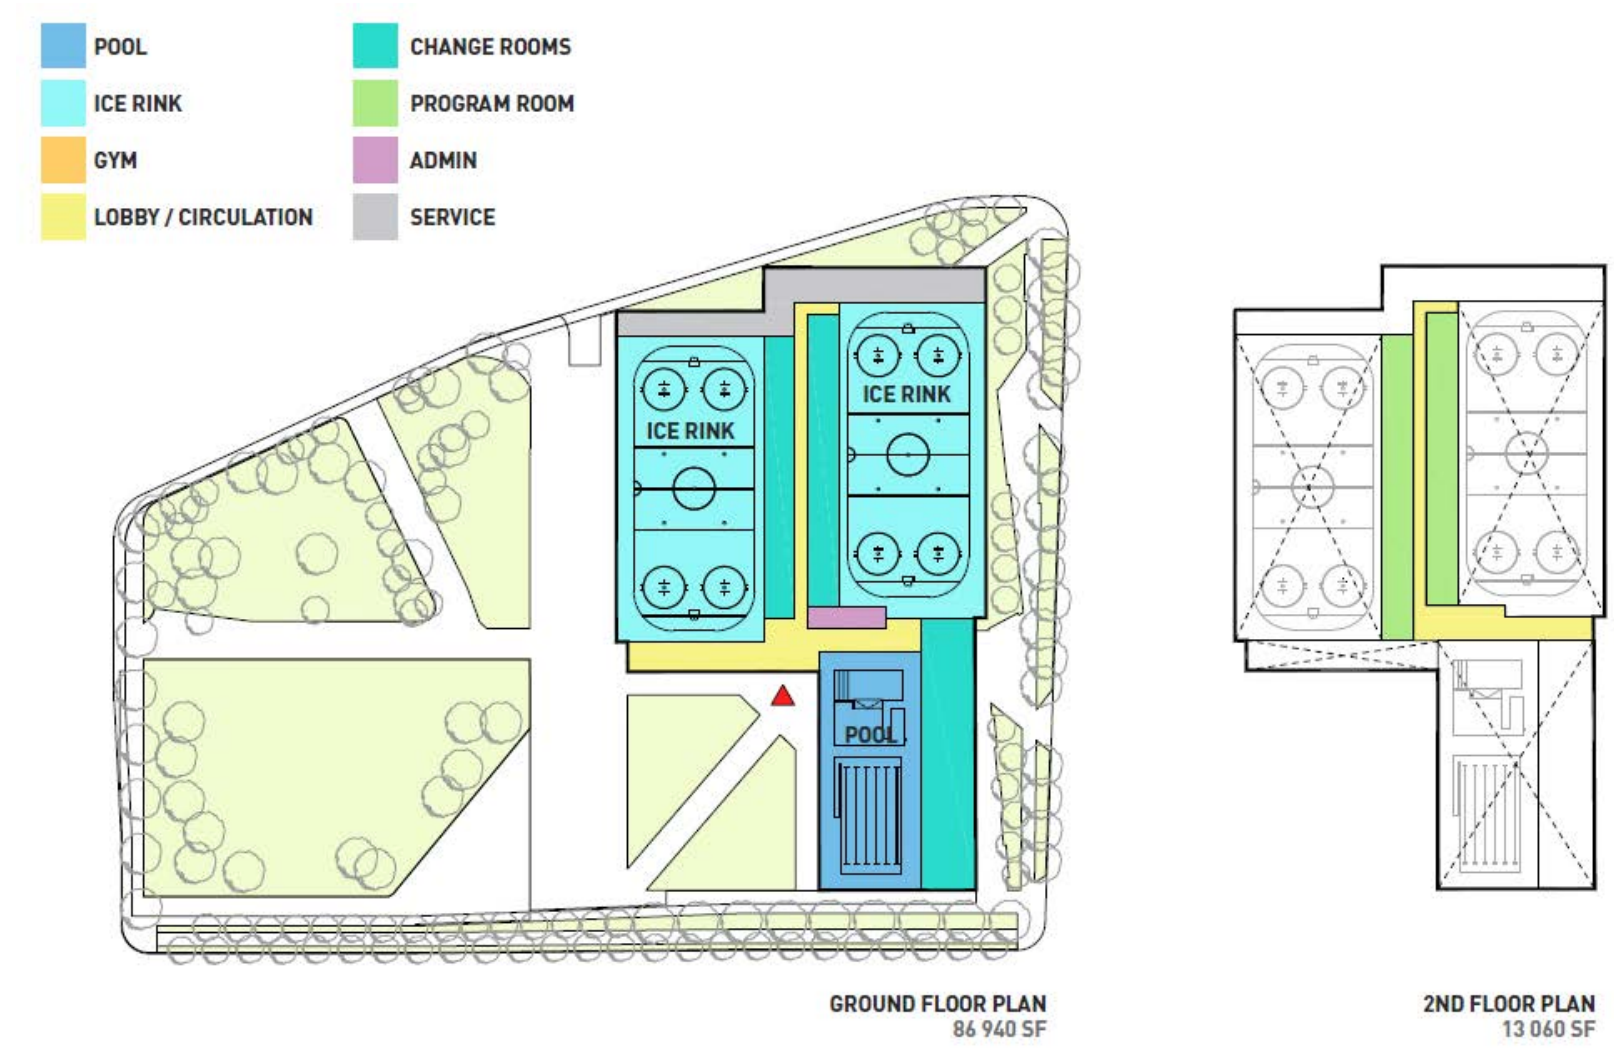 POOL
ICE RINK
GYM
LOBBY / CIRCULATION
CHANGE ROOMS
PROGRAM ROOM
ADMIN
SERVICE
ICE RINK
ICE RINK
POOL
GROUND FLOOR PLAN
86 940 SF
2ND FLOOR PLAN
13 060 SF